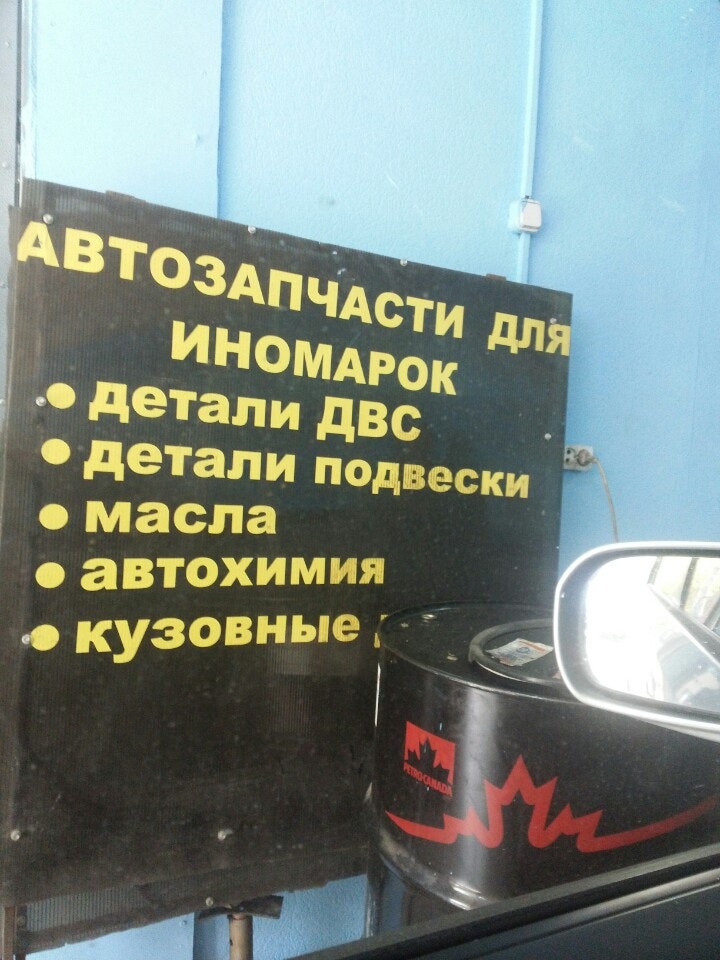 АВТОЗАПЧАСТИ ДЛЯ
ИНОМАРОК
• детали ДВС
• детали подвески
• масла
• автохимия
• кузовные
PETRO-CANADA